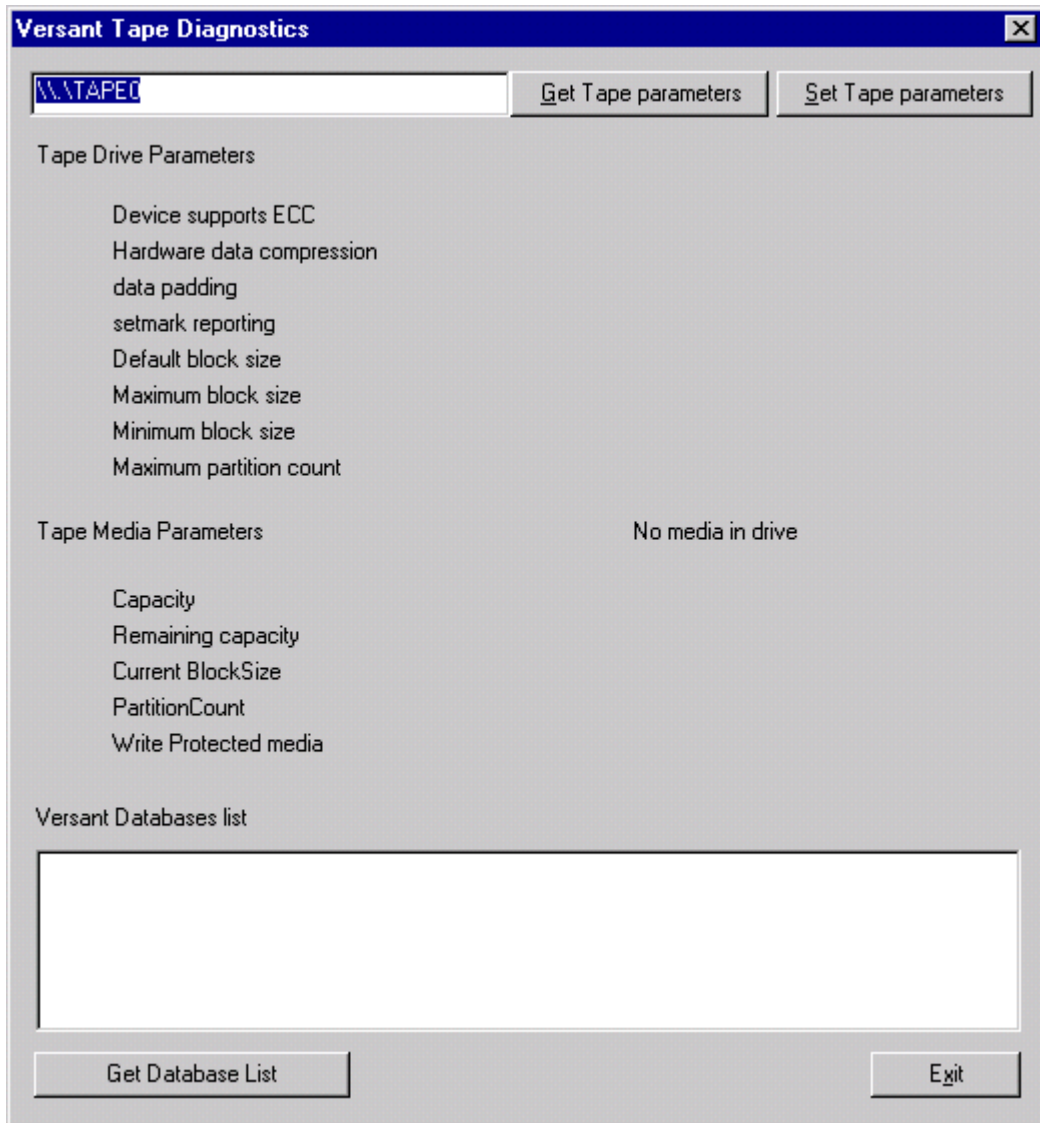 Versant Tape Diagnostics
\\.\TAPE0
Get Tape parameters
Set Tape parameters
Tape Drive Parameters
Device supports ECC
Hardware data compression
data padding
setmark reporting
Default block size
Maximum block size
Minimum block size
Maximum partition count
Tape Media Parameters
No media in drive
Capacity
Remaining capacity
Current BlockSize
PartitionCount
Write Protected media
Versant Databases list
Get Database List
Exit